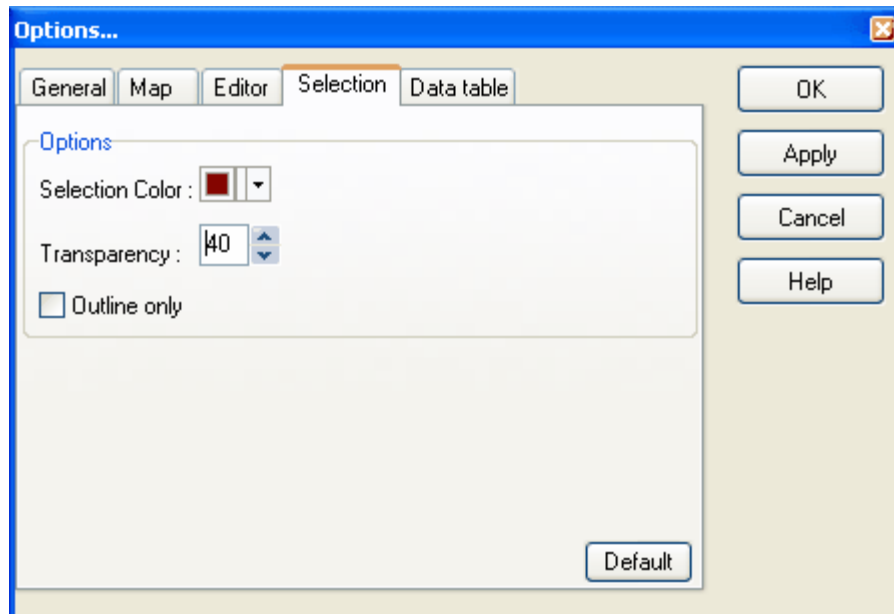 Options...
General Map Editor Selection Data table
Options
Selection Color :
Transparency : 40
Outline only
Default
OK
Apply
Cancel
Help